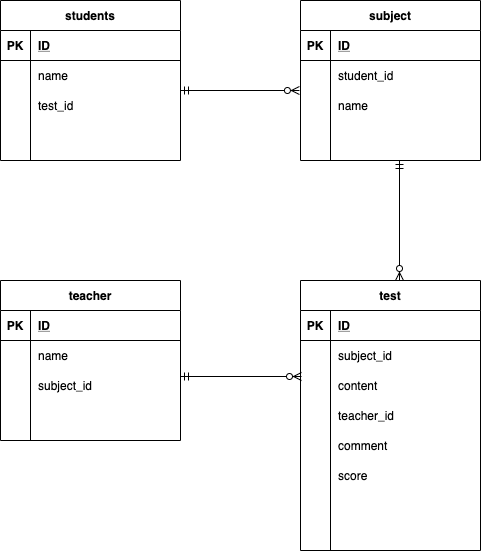 students
PK ID
name
test_id
subject
PK ID
student_id
name
teacher
PK ID
name
subject_id
test
PK ID
subject_id
content
teacher_id
comment
score